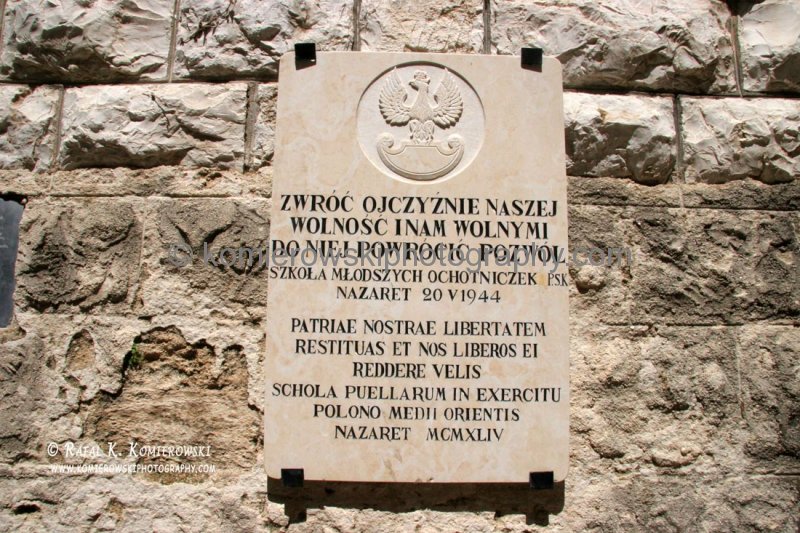 ZWRÓĆ OJCZYŹNIE NASZEJ
WOLNOŚĆ I NAM WOLNYMI
DO NIEJ POWRÓCIĆ POZWÓL
© komierowskiphotography.com
SZKOŁA MŁODSZYCH OCHOTNICZEK P.S.K
NAZARET 20 V 1944
PATRIAE NOSTRAE LIBERTATEM
RESTITUAS ET NOS LIBEROS EI
REDDERE VELIS
SCHOLA PUELLARUM IN EXERCITU
POLONO MEDII ORIENTIS
NAZARET MCMXLIV
© RAFAŁ K. KOMIEROWSKI
WWW.KOMIEROWSKIPHOTOGRAPHY.COM